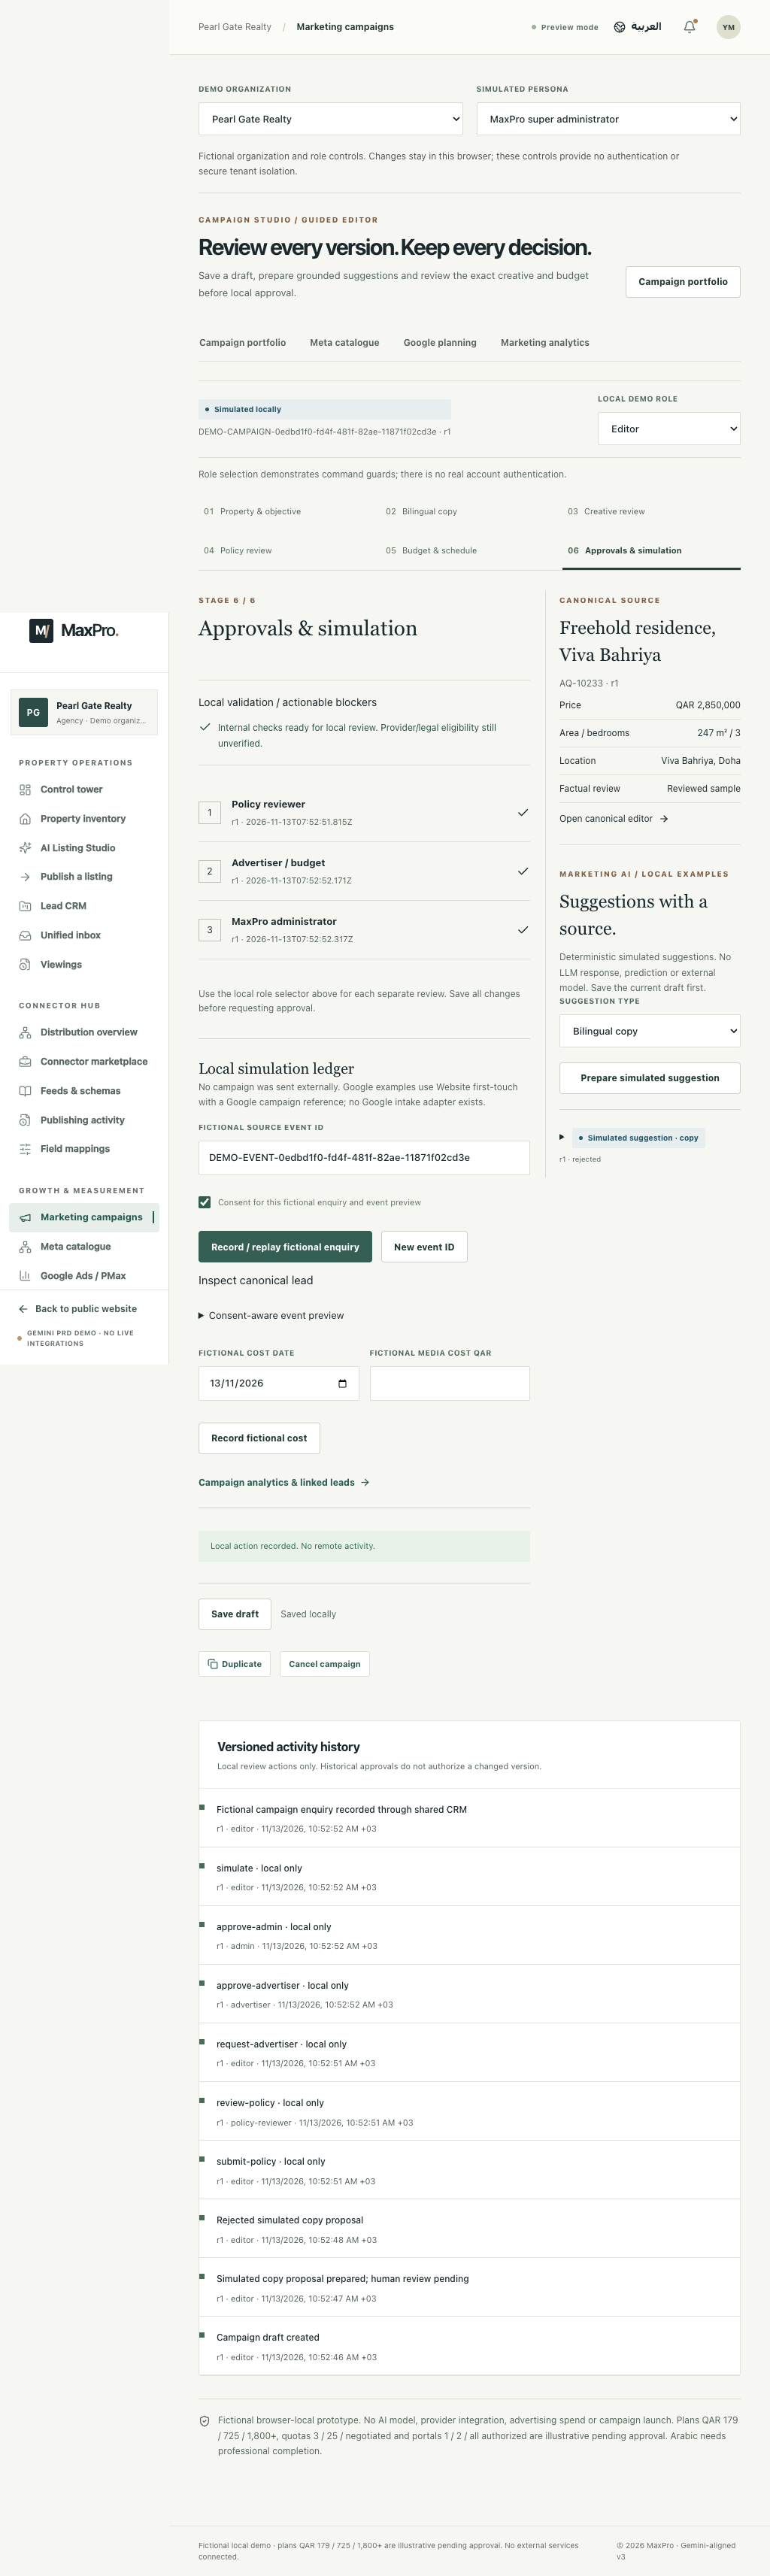 Pearl Gate Realty / Marketing campaigns
Preview mode
العربية
YM
DEMO ORGANIZATION
Pearl Gate Realty
SIMULATED PERSONA
MaxPro super administrator
Fictional organization and role controls. Changes stay in this browser; these controls provide no authentication or
secure tenant isolation.
CAMPAIGN STUDIO / GUIDED EDITOR
Review every version. Keep every decision.
Save a draft, prepare grounded suggestions and review the exact creative and budget
before local approval.
Campaign portfolio
Campaign portfolio
Meta catalogue
Google planning
Marketing analytics
Simulated locally
DEMO-CAMPAIGN-0edbd1f0-fd4f-481f-82ae-11871f02cd3e · r1
LOCAL DEMO ROLE
Editor
Role selection demonstrates command guards; there is no real account authentication.
01 Property & objective
02 Bilingual copy
03 Creative review
04 Policy review
05 Budget & schedule
06 Approvals & simulation
STAGE 6 / 6
Approvals & simulation
Local validation / actionable blockers
Internal checks ready for local review. Provider/legal eligibility still
unverified.
1
Policy reviewer
r1 · 2026-11-13T07:52:51.815Z
2
Advertiser / budget
r1 · 2026-11-13T07:52:52.171Z
3
MaxPro administrator
r1 · 2026-11-13T07:52:52.317Z
Use the local role selector above for each separate review. Save all changes
before requesting approval.
Local simulation ledger
No campaign was sent externally. Google examples use Website first-touch
with a Google campaign reference; no Google intake adapter exists.
FICTIONAL SOURCE EVENT ID
DEMO-EVENT-0edbd1f0-fd4f-481f-82ae-11871f02cd3e
Consent for this fictional enquiry and event preview
Record / replay fictional enquiry
New event ID
Inspect canonical lead
Consent-aware event preview
FICTIONAL COST DATE
13/11/2026
FICTIONAL MEDIA COST QAR
Record fictional cost
Campaign analytics & linked leads
Local action recorded. No remote activity.
Save draft
Saved locally
Duplicate
Cancel campaign
CANONICAL SOURCE
Freehold residence,
Viva Bahriya
AQ-10233 · r1
Price QAR 2,850,000
Area / bedrooms 247 m² / 3
Location Viva Bahriya, Doha
Factual review Reviewed sample
Open canonical editor
MARKETING AI / LOCAL EXAMPLES
Suggestions with a
source.
Deterministic simulated suggestions. No
LLM response, prediction or external
model. Save the current draft first.
SUGGESTION TYPE
Bilingual copy
Prepare simulated suggestion
Simulated suggestion · copy
r1 · rejected
M/ MaxPro.
PG
Pearl Gate Realty
Agency · Demo organiz...
PROPERTY OPERATIONS
Control tower
Property inventory
AI Listing Studio
Publish a listing
Lead CRM
Unified inbox
Viewings
CONNECTOR HUB
Distribution overview
Connector marketplace
Feeds & schemas
Publishing activity
Field mappings
GROWTH & MEASUREMENT
Marketing campaigns
Meta catalogue
Google Ads / PMax
Back to public website
GEMINI PRD DEMO · NO LIVE
INTEGRATIONS
Versioned activity history
Local review actions only. Historical approvals do not authorize a changed version.
Fictional campaign enquiry recorded through shared CRM
r1 · editor · 11/13/2026, 10:52:52 AM +03
simulate · local only
r1 · editor · 11/13/2026, 10:52:52 AM +03
approve-admin · local only
r1 · admin · 11/13/2026, 10:52:52 AM +03
approve-advertiser · local only
r1 · advertiser · 11/13/2026, 10:52:52 AM +03
request-advertiser · local only
r1 · editor · 11/13/2026, 10:52:51 AM +03
review-policy · local only
r1 · policy-reviewer · 11/13/2026, 10:52:51 AM +03
submit-policy · local only
r1 · editor · 11/13/2026, 10:52:51 AM +03
Rejected simulated copy proposal
r1 · editor · 11/13/2026, 10:52:48 AM +03
Simulated copy proposal prepared; human review pending
r1 · editor · 11/13/2026, 10:52:47 AM +03
Campaign draft created
r1 · editor · 11/13/2026, 10:52:46 AM +03
Fictional browser-local prototype. No AI model, provider integration, advertising spend or campaign launch. Plans QAR 179
/ 725 / 1,800+, quotas 3 / 25 / negotiated and portals 1 / 2 / all authorized are illustrative pending approval. Arabic needs
professional completion.
Fictional local demo · plans QAR 179 / 725 / 1,800+ are illustrative pending approval. No external services
connected.
© 2026 MaxPro · Gemini-aligned
v3